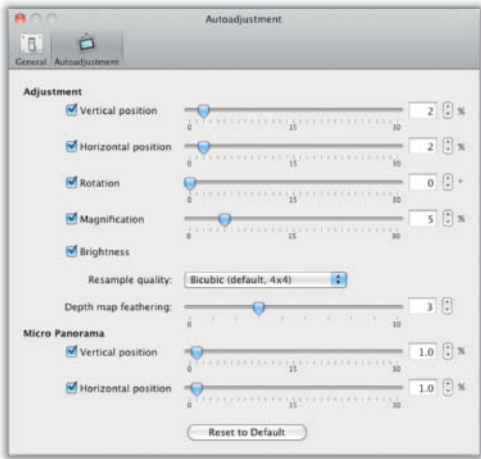 Autoadjustment
General Autoadjustment
Adjustment
Vertical position 2 %
0 15 30
Horizontal position 2 %
0 15 30
Rotation 0 °
0 15 30
Magnification 5 %
0 15 30
Brightness
Resample quality: Bicubic (default, 4x4)
Depth map feathering: 3
0 10
Micro Panorama
Vertical position 1.0 %
0 15 30
Horizontal position 1.0 %
0 15 30
Reset to Default